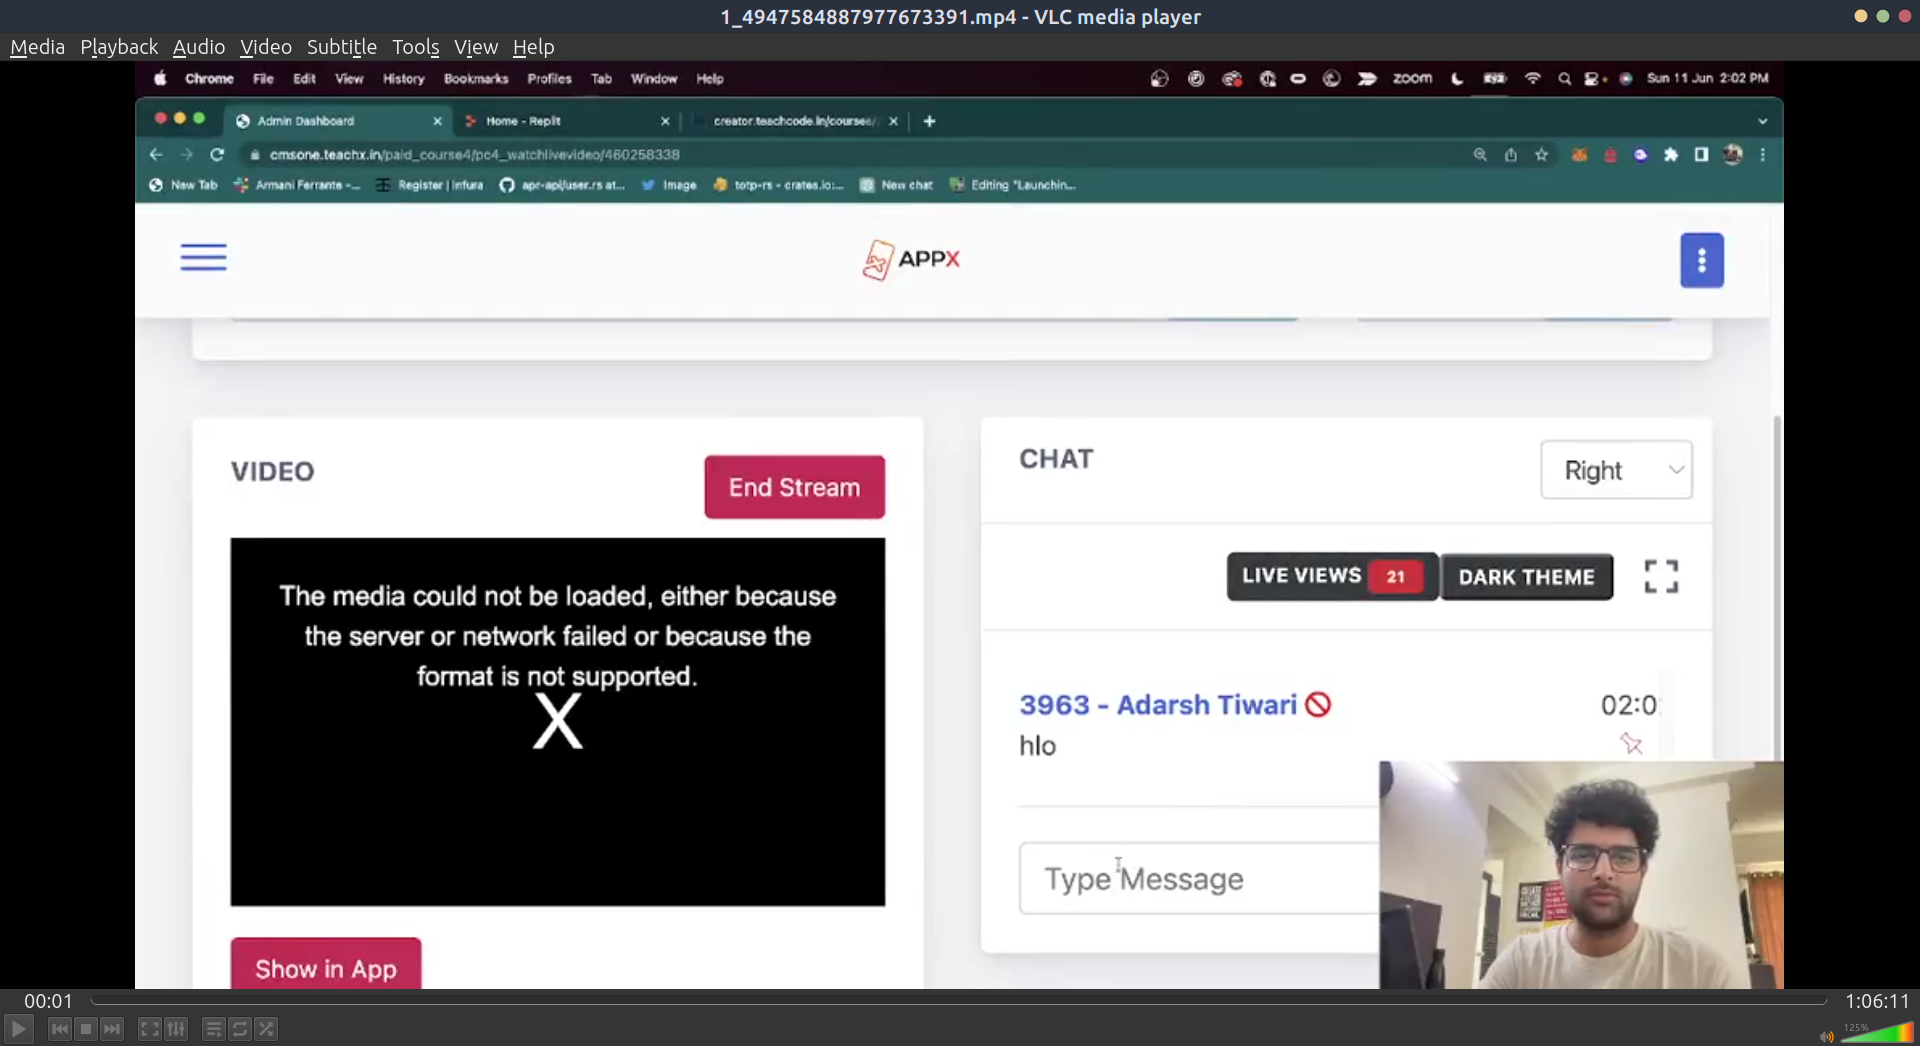 1_4947584887977673391.mp4 - VLC media player
Media Playback Audio Video Subtitle Tools View Help
Chrome File Edit View History Bookmarks Profiles Tab Window Help zoom Sun 11 Jun 2:02 PM
Admin Dashboard Home - Replit creator.teachcode.in/courses/
cmsone.teachx.in/paid_course4/pc4_watchlivevideo/460258338
New Tab Armani Ferrante -... Register | Infura apr-api/user.rs at... Image totp-rs - crates.io:... New chat Editing "Launchin...
APPX
VIDEO
End Stream
The media could not be loaded, either because
the server or network failed or because the
format is not supported.
X
Show in App
CHAT
Right
LIVE VIEWS 21 DARK THEME
3963 - Adarsh Tiwari 02:0
hlo
Type Message
00:01 1:06:11
125%